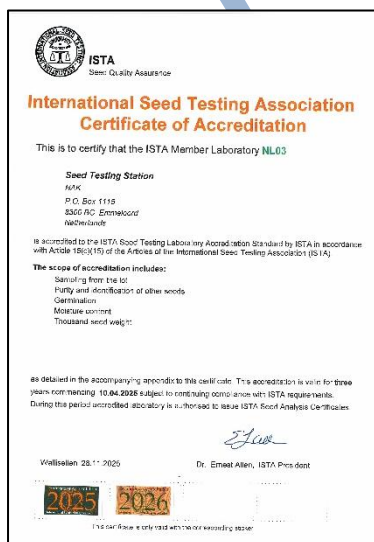 ISTA
Seed Quality Assurance
International Seed Testing Association
Certificate of Accreditation
This is to certify that the ISTA Member Laboratory NL03
Seed Testing Station
NAK
P.O. Box 1115
8300 BC Emmeloord
Netherlands
is accredited to the ISTA Seed Testing Laboratory Accreditation Standard by ISTA in accordance
with Article of the Articles of the International Seed Testing Association (ISTA)
The scope of accreditation includes:
Sampling from the lot
Purity and identification of other seeds
Germination
Moisture content
Thousand seed weight
as detailed in the accompanying appendix to this certificate. This accreditation is valid for three
years commencing 10.04.2025 subject to continuing compliance with ISTA requirements.
During this period accredited laboratory is authorised to issue ISTA Seed Analysis Certificates
Wallisellen 28.11.2025
Dr. Ernest Allen, ISTA President
2025 2026
This certificate is only valid with the corresponding sticker